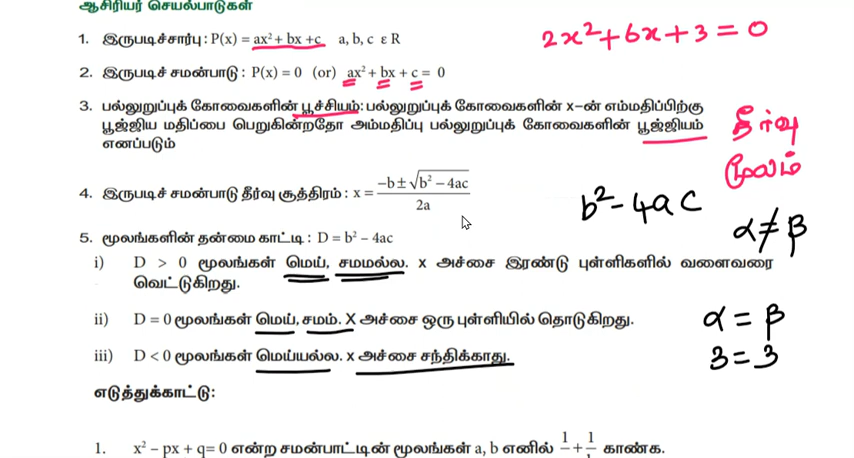 ஆசிரியர் செயல்பாடுகள்
1. இருபடிச்சார்பு : P(x) = ax² + bx +c a, b, c ε R
2x²+6x+3=0
2. இருபடிச் சமன்பாடு : P(x) = 0 (or) ax² + bx + c = 0
3. பல்லுறுப்புக் கோவைகளின் பூச்சியம்: பல்லுறுப்புக் கோவைகளின் x-ன் எம்மதிப்பிற்கு
பூஜ்ஜிய மதிப்பை பெறுகின்றதோ அம்மதிப்பு பல்லுறுப்புக் கோவைகளின் பூஜ்ஜியம்
எனப்படும்
தீர்வு
மூலம்
4. இருபடிச் சமன்பாடு தீர்வு சூத்திரம் : x = (−b ± √(b² − 4ac))/2a
b²-4ac
α≠β
5. மூலங்களின் தன்மை காட்டி : D = b² − 4ac
i) D > 0 மூலங்கள் மெய், சமமல்ல. x அச்சை இரண்டு புள்ளிகளில் வளைவரை
வெட்டுகிறது.
ii) D = 0 மூலங்கள் மெய், சமம். X அச்சை ஒரு புள்ளியில் தொடுகிறது.
α = β
iii) D < 0 மூலங்கள் மெய்யல்ல. x அச்சை சந்திக்காது.
3=3
எடுத்துக்காட்டு:
1. x² − px + q= 0 என்ற சமன்பாட்டின் மூலங்கள் a, b எனில் 1/ + 1/ காண்க.